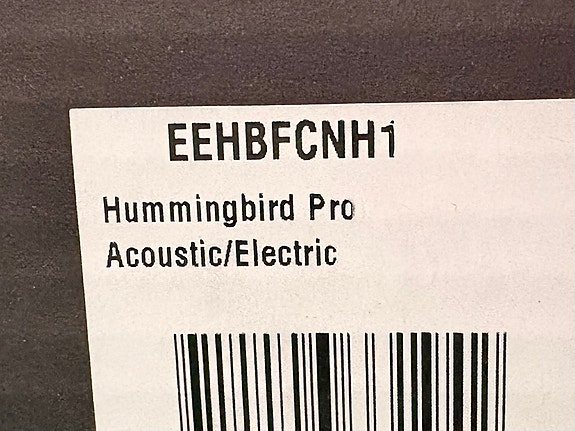 EEHBFCNH1
Hummingbird Pro
Acoustic/Electric